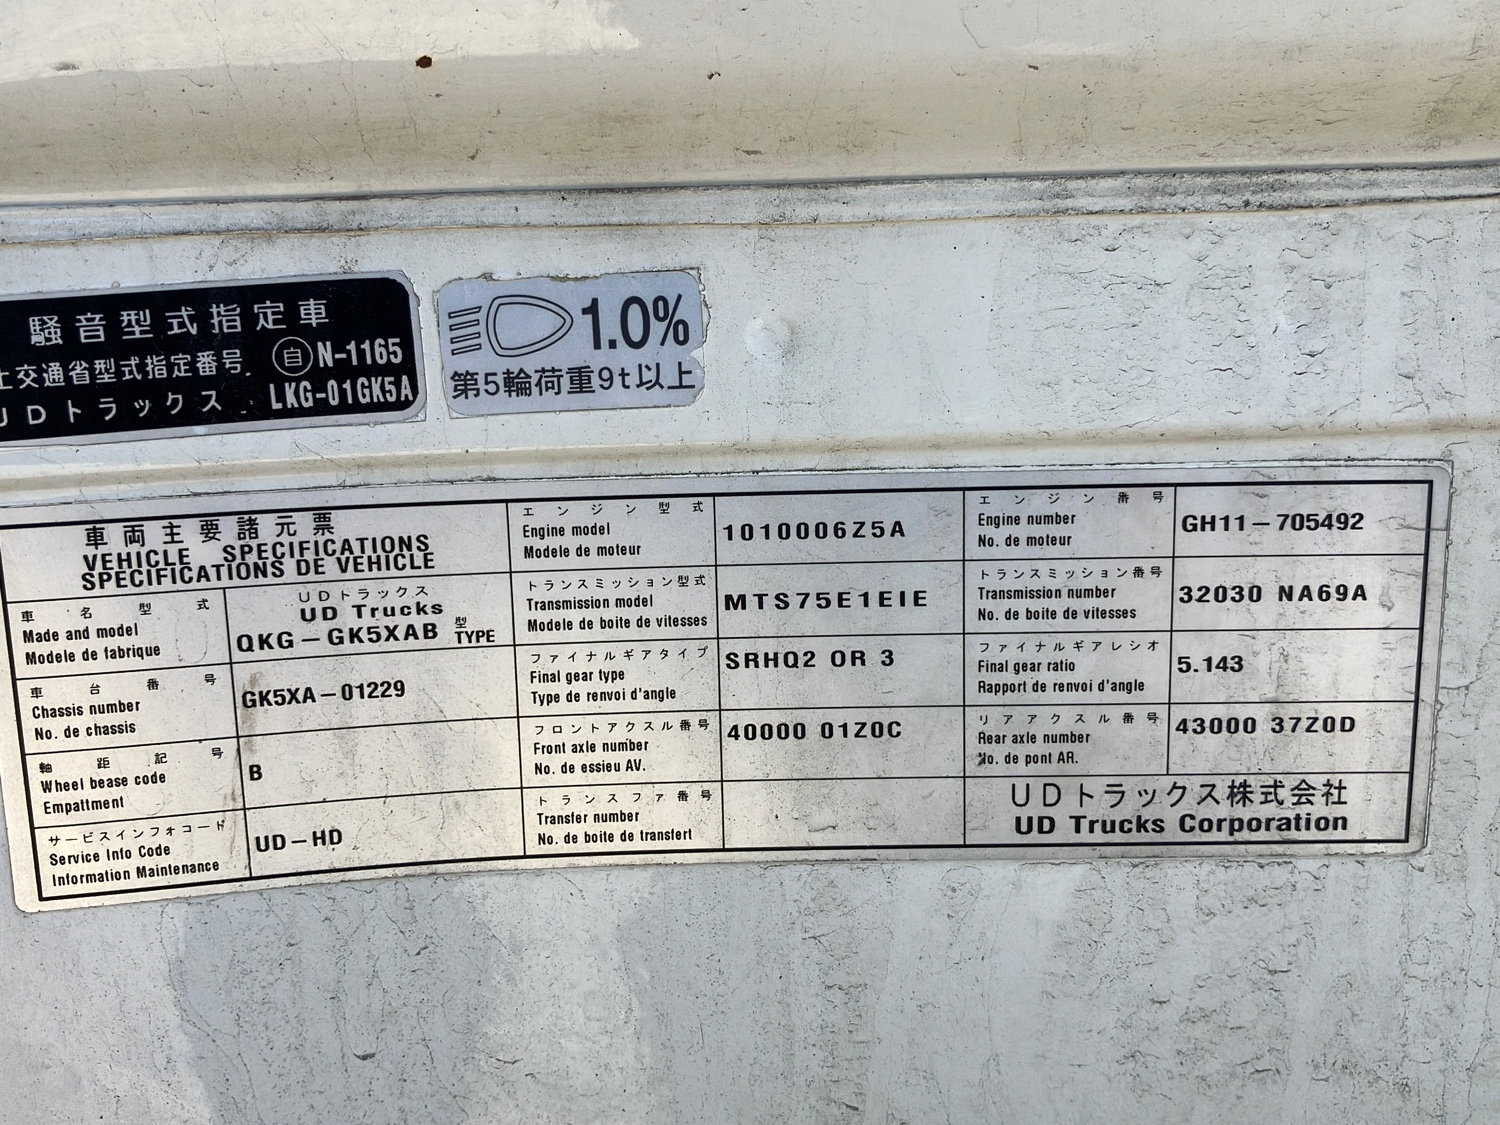 騒音型式指定車
土交通省型式指定番号 自 N-1165
UDトラックス LKG-01GK5A
1.0%
第5輪荷重9t以上
車両主要諸元票
VEHICLE SPECIFICATIONS
SPECIFICATIONS DE VEHICLE
車名型式
Made and model
Modele de fabrique
UDトラックス
UD Trucks
QKG-GK5XAB 型 TYPE
車台番号
Chassis number
No. de chassis
GK5XA-01229
軸距記号
Wheel bease code
Empattment
B
サービスインフォコード
Service Info Code
Information Maintenance
UD-HD
エンジン型式
Engine model
Modele de moteur
1010006Z5A
トランスミッション型式
Transmission model
Modele de boite de vitesses
MTS75E1EIE
ファイナルギアタイプ
Final gear type
Type de renvoi d'angle
SRHQ2 OR 3
フロントアクスル番号
Front axle number
No. de essieu AV.
40000 01Z0C
トランスファ番号
Transfer number
No. de boite de transfert
エンジン番号
Engine number
No. de moteur
GH11-705492
トランスミッション番号
Transmission number
No. de boite de vitesses
32030 NA69A
ファイナルギアレシオ
Final gear ratio
Rapport de renvoi d'angle
5.143
リアアクスル番号
Rear axle number
No. de pont AR.
43000 37Z0D
UDトラックス株式会社
UD Trucks Corporation